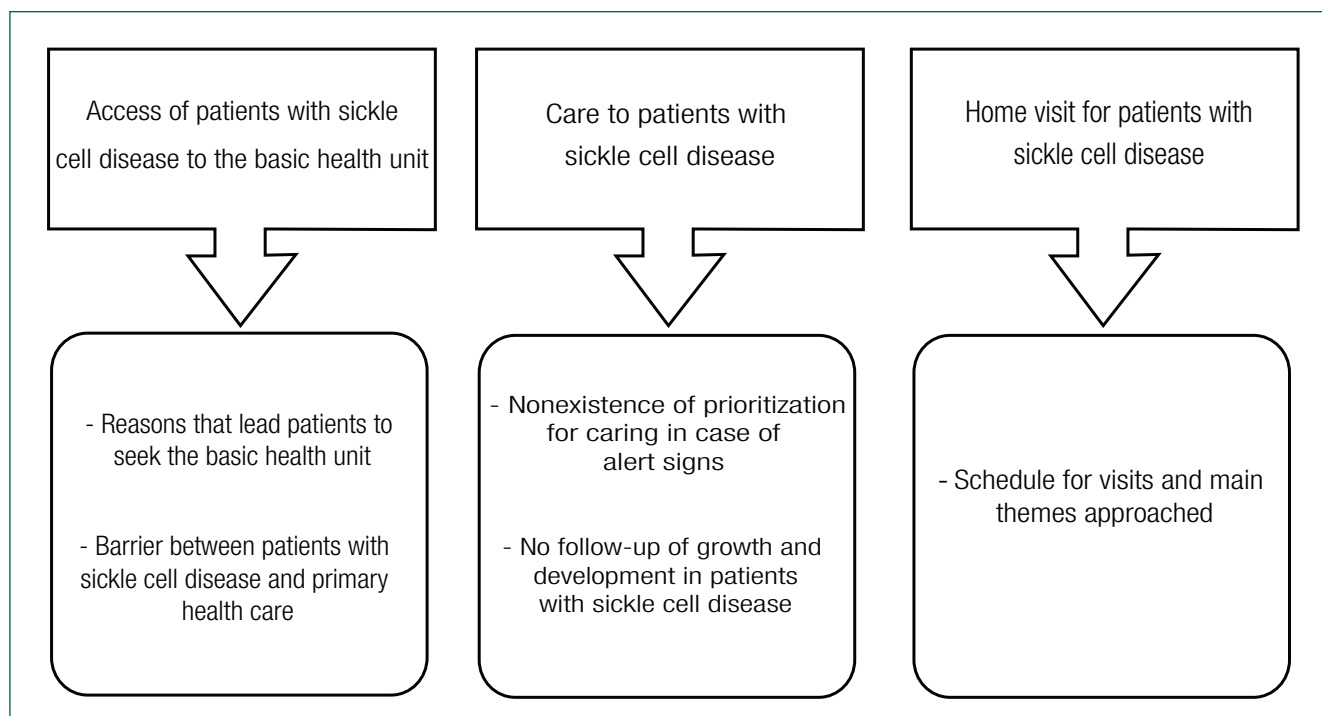 Access of patients with sickle
cell disease to the basic health unit
Care to patients with
sickle cell disease
Home visit for patients with
sickle cell disease
- Reasons that lead patients to
seek the basic health unit
- Barrier between patients with
sickle cell disease and primary
health care
- Nonexistence of prioritization
for caring in case of
alert signs
- No follow-up of growth and
development in patients
with sickle cell disease
- Schedule for visits and main
themes approached